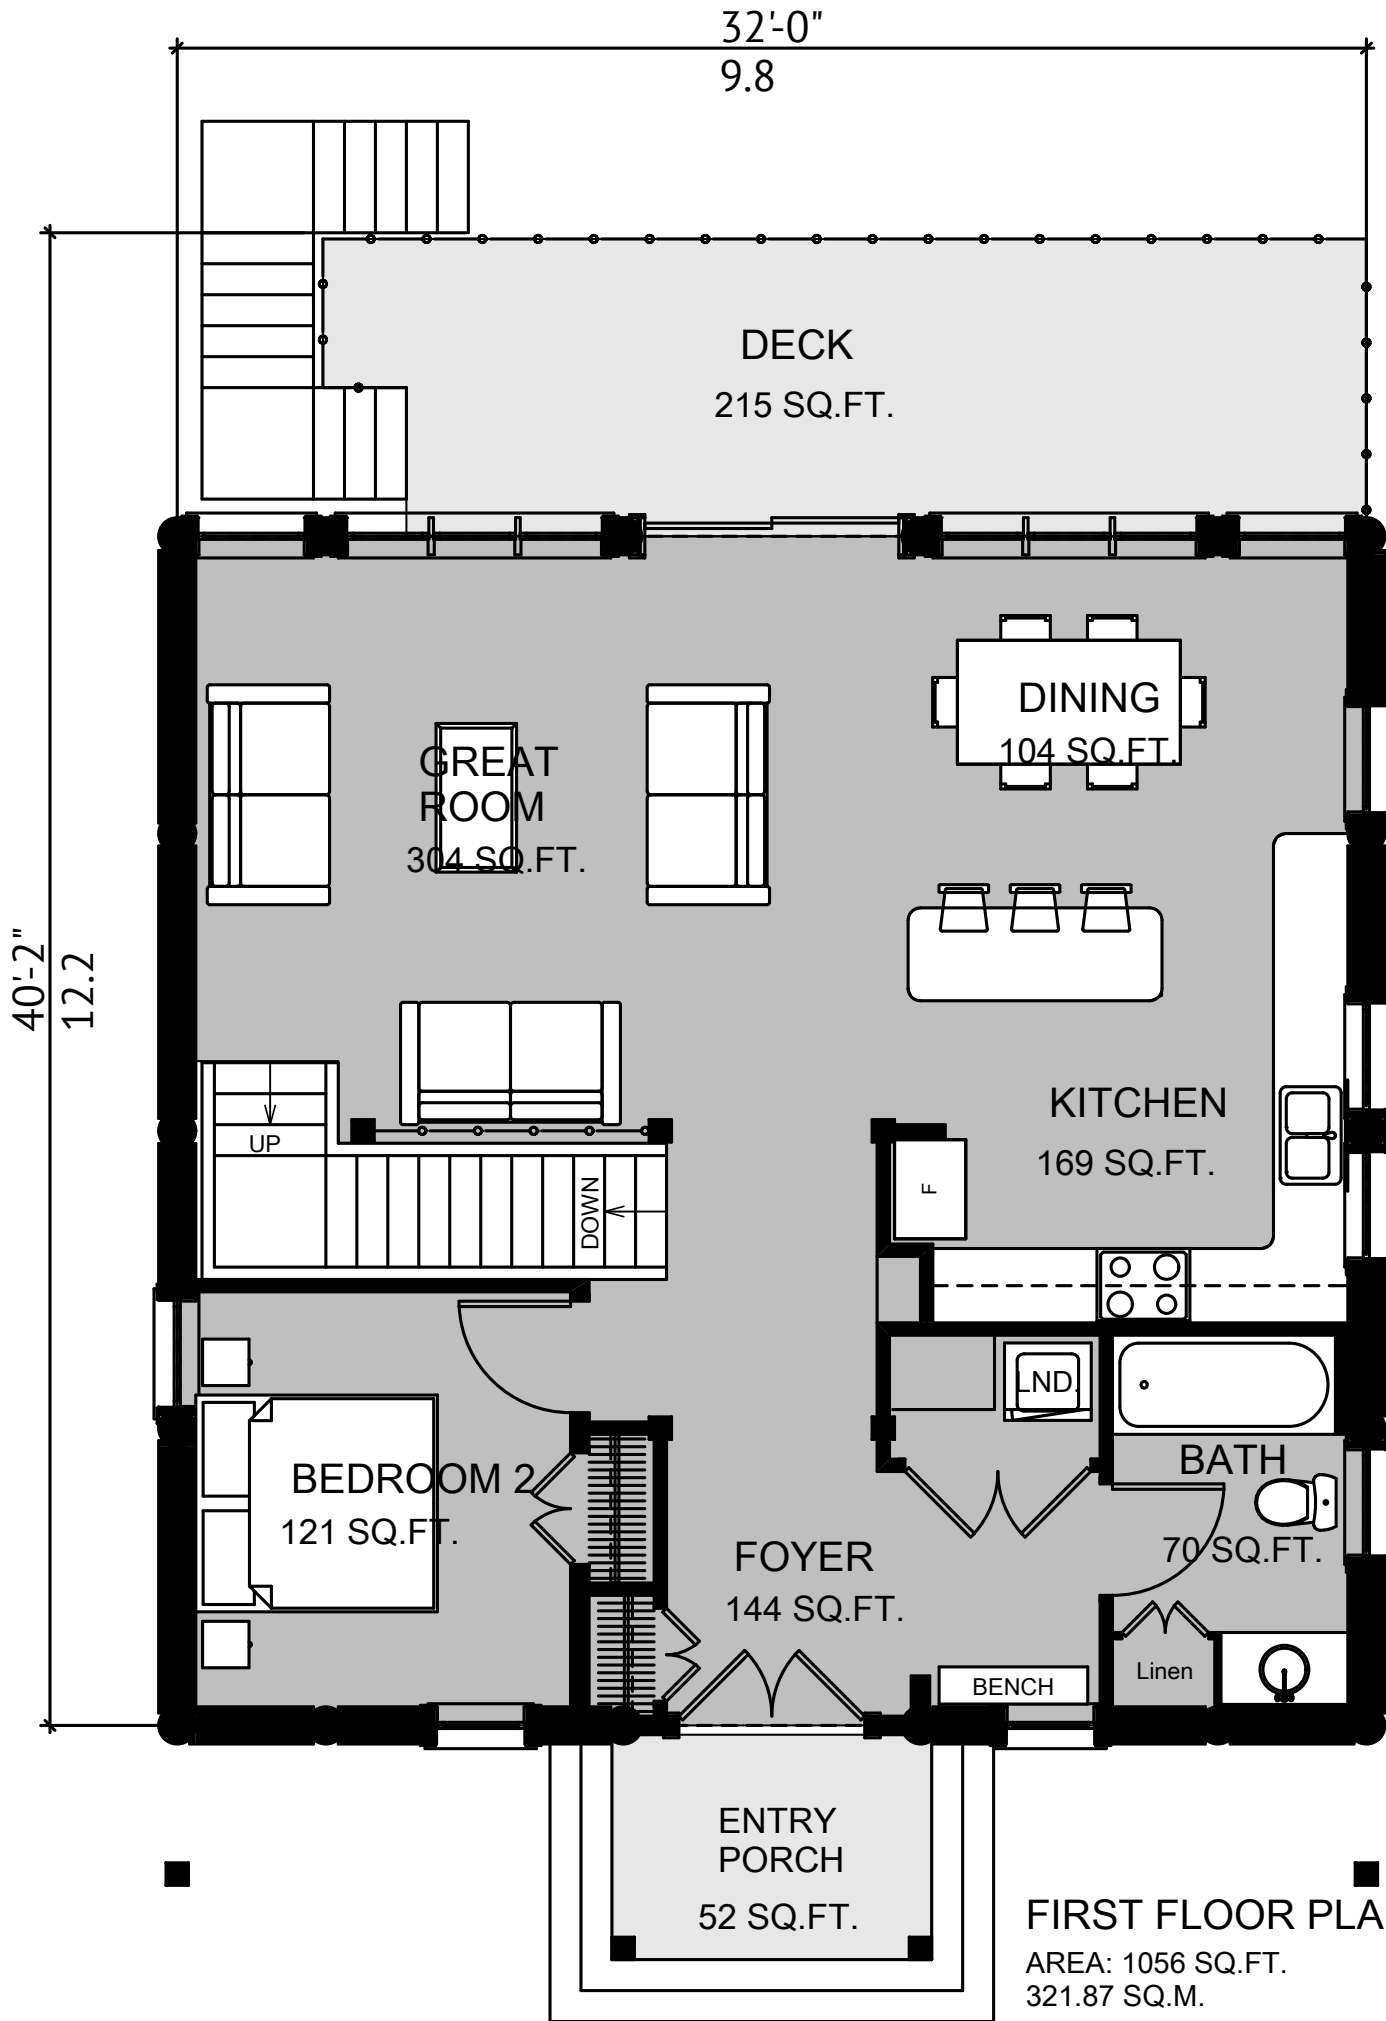 32'-0"
9.8
40'-2"
12.2
DECK
215 SQ.FT.
DINING
104 SQ.FT.
GREAT
ROOM
304 SQ.FT.
KITCHEN
169 SQ.FT.
UP
DOWN
F
LND.
BATH
70 SQ.FT.
BEDROOM 2
121 SQ.FT.
FOYER
144 SQ.FT.
Linen
BENCH
ENTRY
PORCH
52 SQ.FT.
FIRST FLOOR PLA
AREA: 1056 SQ.FT.
321.87 SQ.M.